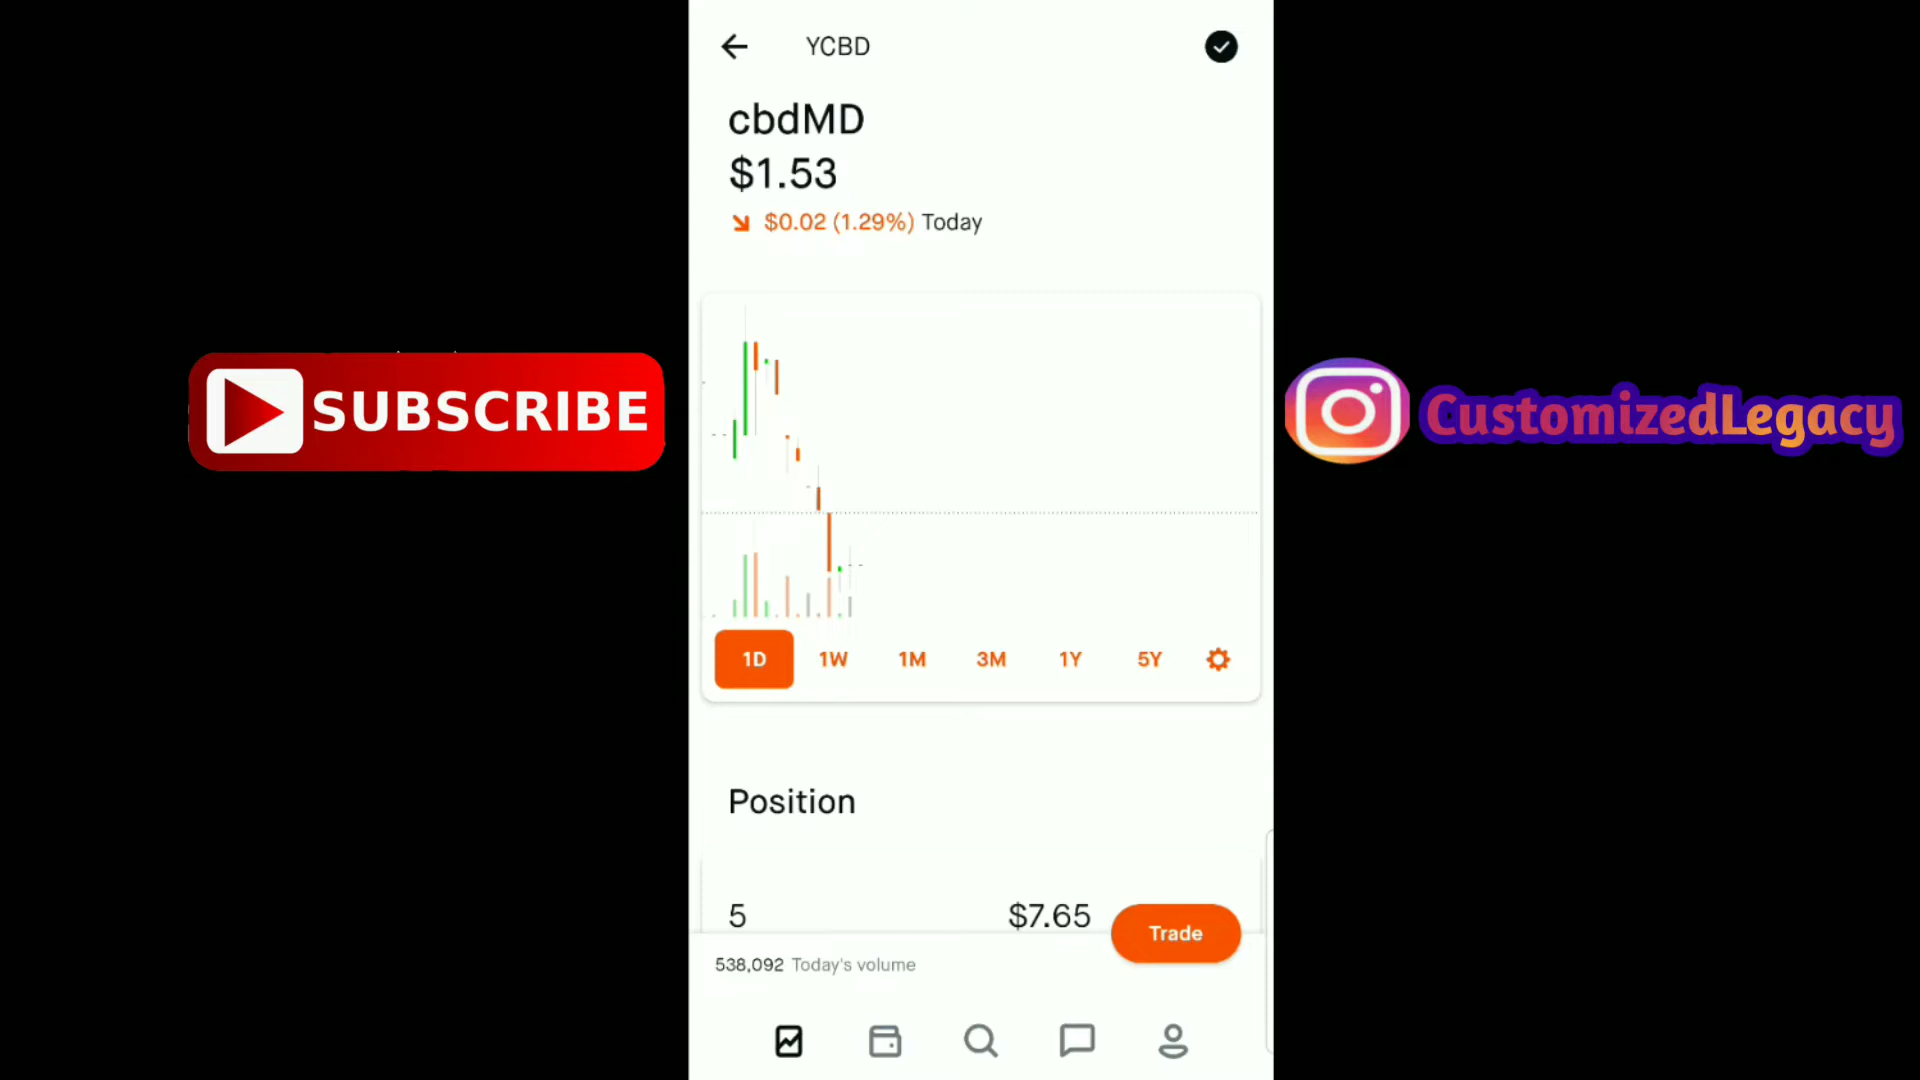 YCBD
cbdMD
$1.53
$0.02 (1.29%) Today
SUBSCRIBE
CustomizedLegacy
1D 1W 1M 3M 1Y 5Y
Position
5 $7.65
Trade
538,092 Today's volume